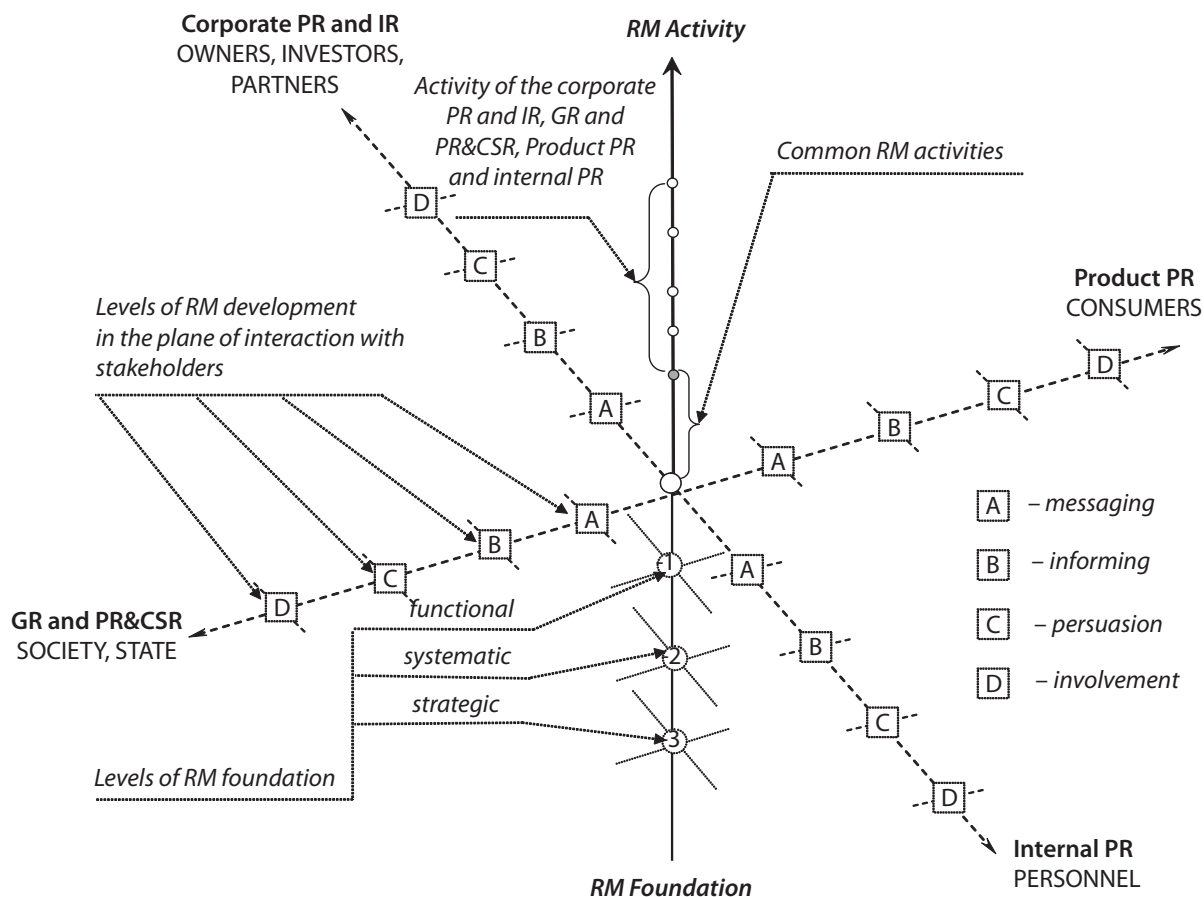 Corporate PR and IR
OWNERS, INVESTORS,
PARTNERS
RM Activity
Activity of the corporate
PR and IR, GR and
PR&CSR, Product PR
and internal PR
Common RM activities
Product PR
CONSUMERS
Levels of RM development
in the plane of interaction with
stakeholders
D
C
B
A
D
C
B
A
A
B
C
D
GR and PR&CSR
SOCIETY, STATE
A
B
C
D
A – messaging
B – informing
C – persuasion
D – involvement
1
functional
2
systematic
3
strategic
Levels of RM foundation
Internal PR
PERSONNEL
RM Foundation